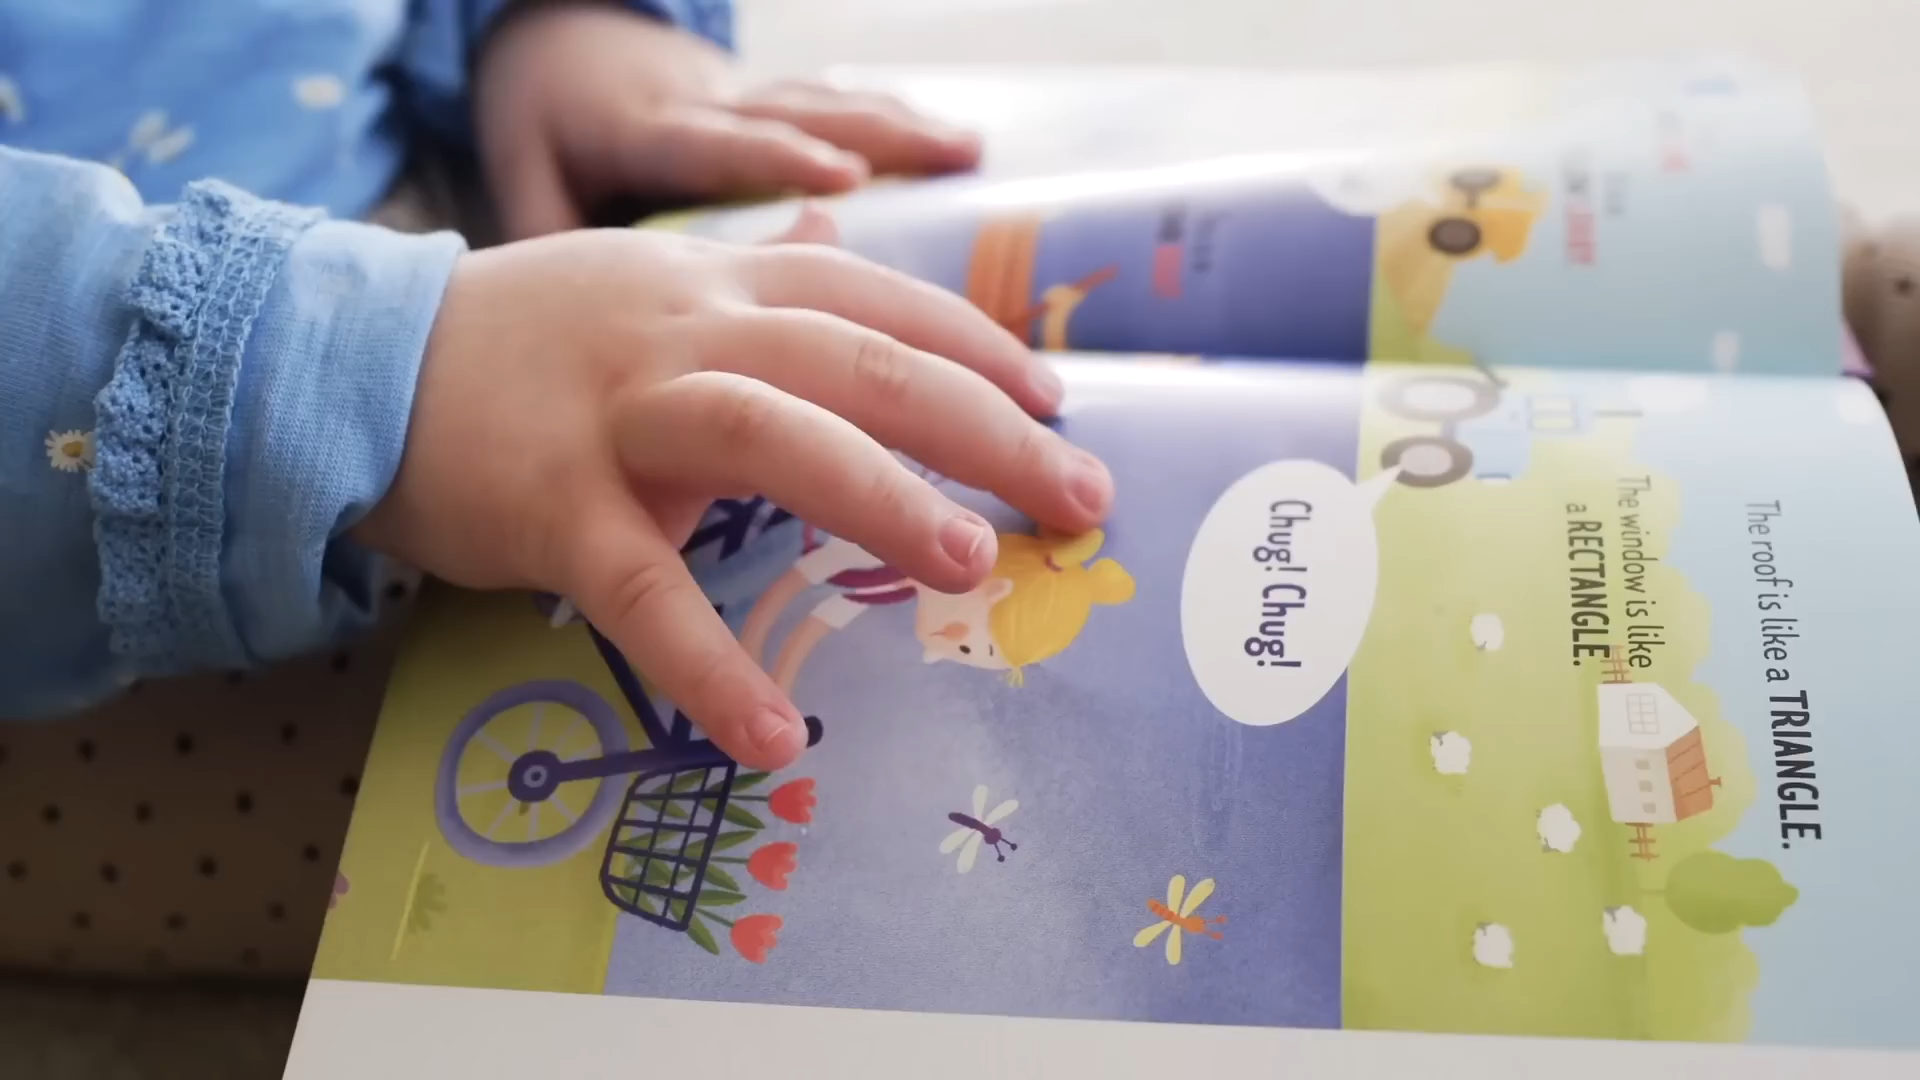 The roof is like a TRIANGLE.
The window is like
a RECTANGLE.
Chug! Chug!